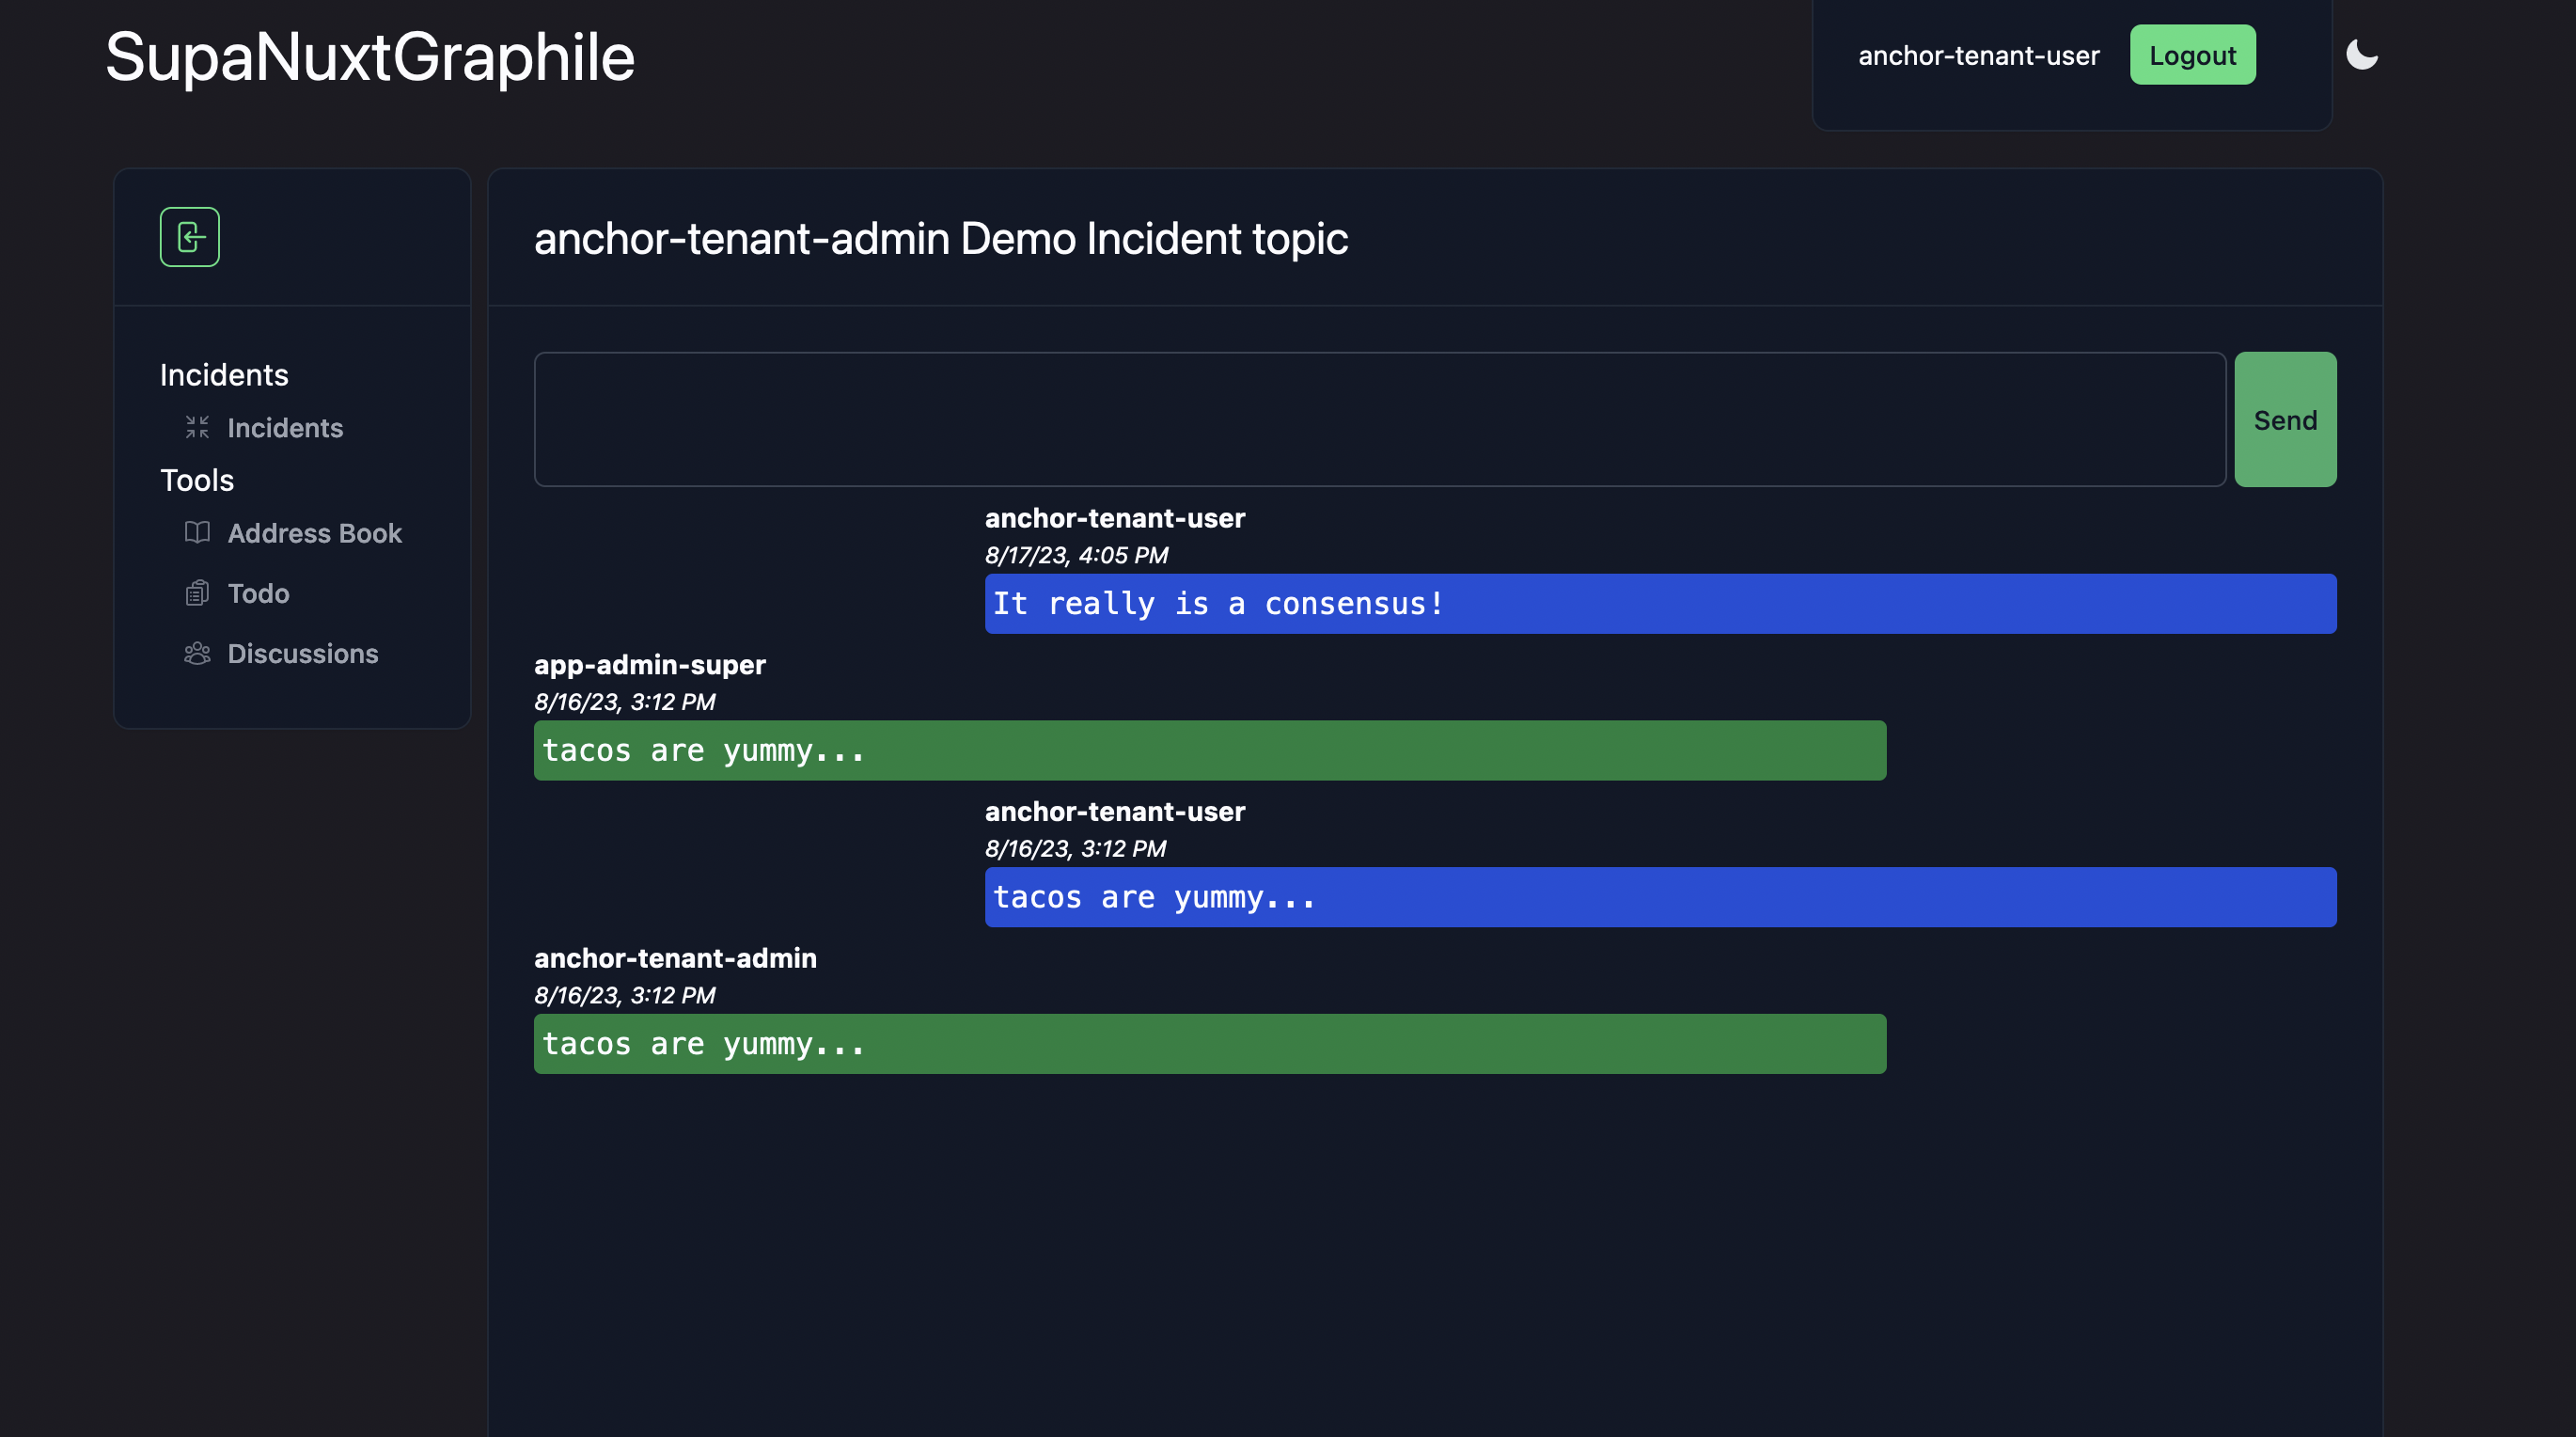 SupaNuxtGraphile
anchor-tenant-user
Logout
anchor-tenant-admin Demo Incident topic
Incidents
Incidents
Tools
Address Book
Todo
Discussions
Send
anchor-tenant-user
8/17/23, 4:05 PM
It really is a consensus!
app-admin-super
8/16/23, 3:12 PM
tacos are yummy...
anchor-tenant-user
8/16/23, 3:12 PM
tacos are yummy...
anchor-tenant-admin
8/16/23, 3:12 PM
tacos are yummy...